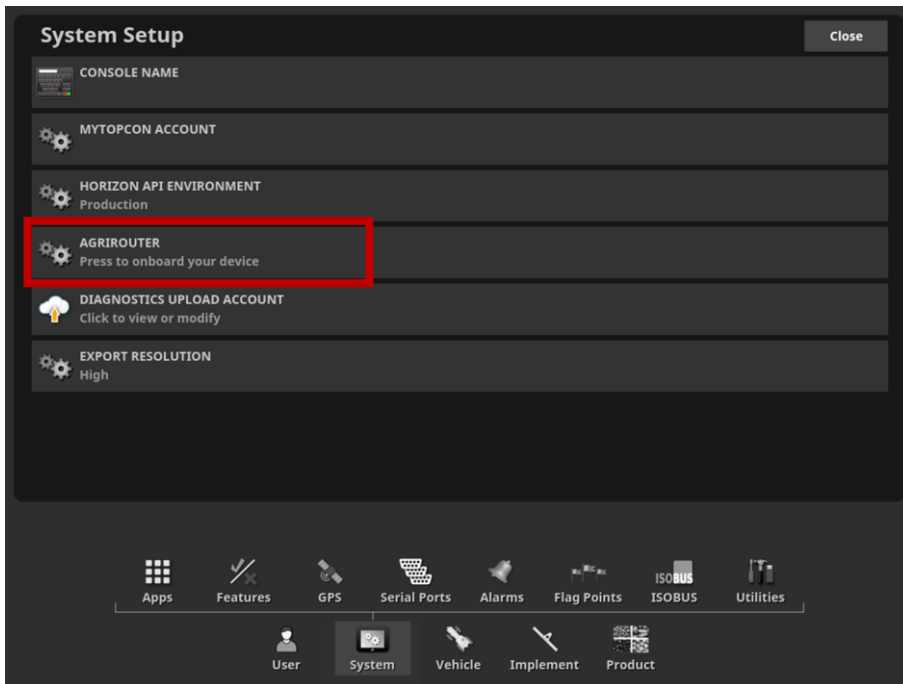 System Setup
Close
CONSOLE NAME
MYTOPCON ACCOUNT
HORIZON API ENVIRONMENT
Production
AGRIROUTER
Press to onboard your device
DIAGNOSTICS UPLOAD ACCOUNT
Click to view or modify
EXPORT RESOLUTION
High
ISOBUS
Apps Features GPS Serial Ports Alarms Flag Points ISOBUS Utilities
User System Vehicle Implement Product